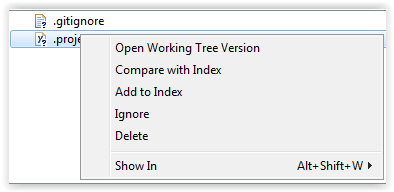 .gitignore
.proje
Open Working Tree Version
Compare with Index
Add to Index
Ignore
Delete
Show In Alt+Shift+W